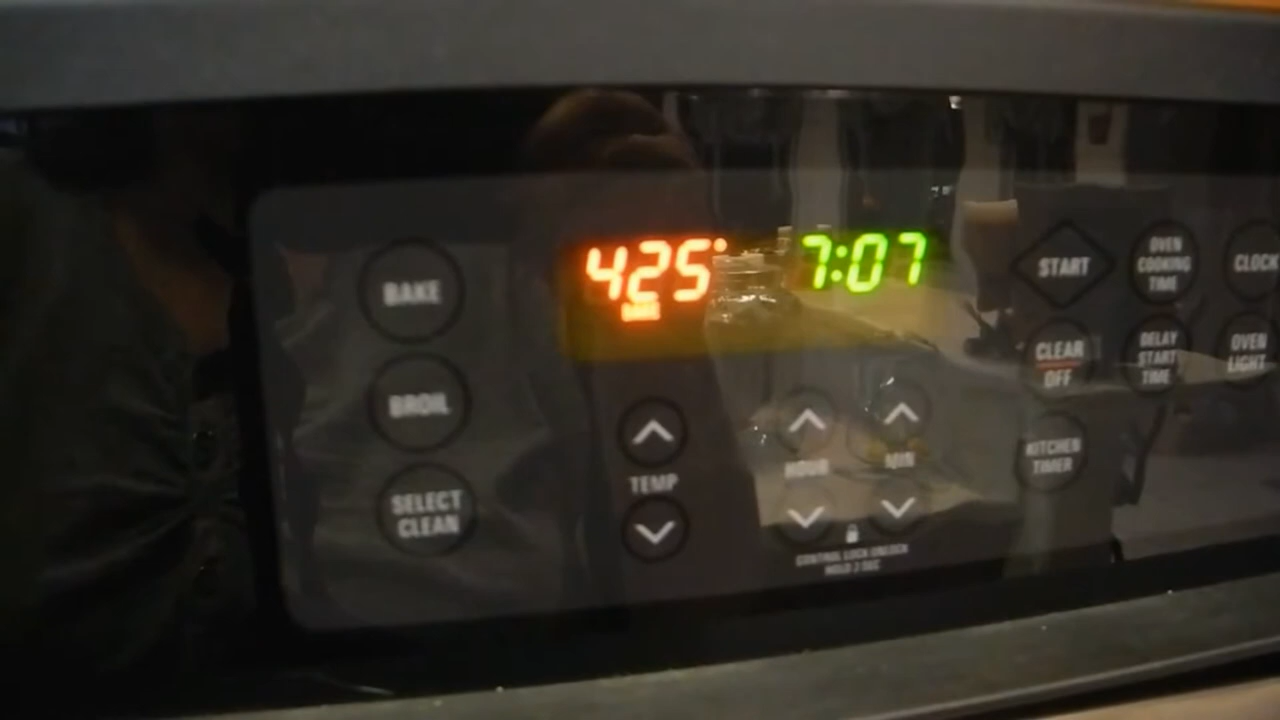 425° 7:07
BAKE
BAKE
BROIL
SELECT
CLEAN
TEMP
HOUR
MIN
CONTROL LOCK/UNLOCK
HOLD 3 SEC
START
OVEN
COOKING
TIME
CLOCK
CLEAR
OFF
DELAY
START
TIME
OVEN
LIGHT
KITCHEN
TIMER